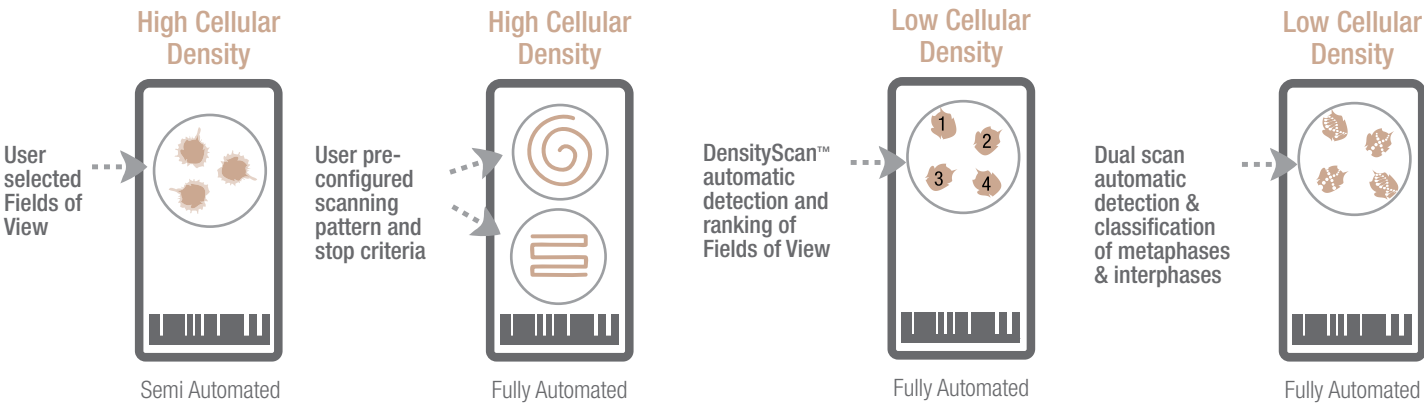 High Cellular
Density
User
selected
Fields of
View
Semi Automated
High Cellular
Density
User pre-
configured
scanning
pattern and
stop criteria
Fully Automated
Low Cellular
Density
DensityScan™
automatic
detection and
ranking of
Fields of View
1
2
3
4
Fully Automated
Low Cellular
Density
Dual scan
automatic
detection &
classification
of metaphases
& interphases
Fully Automated